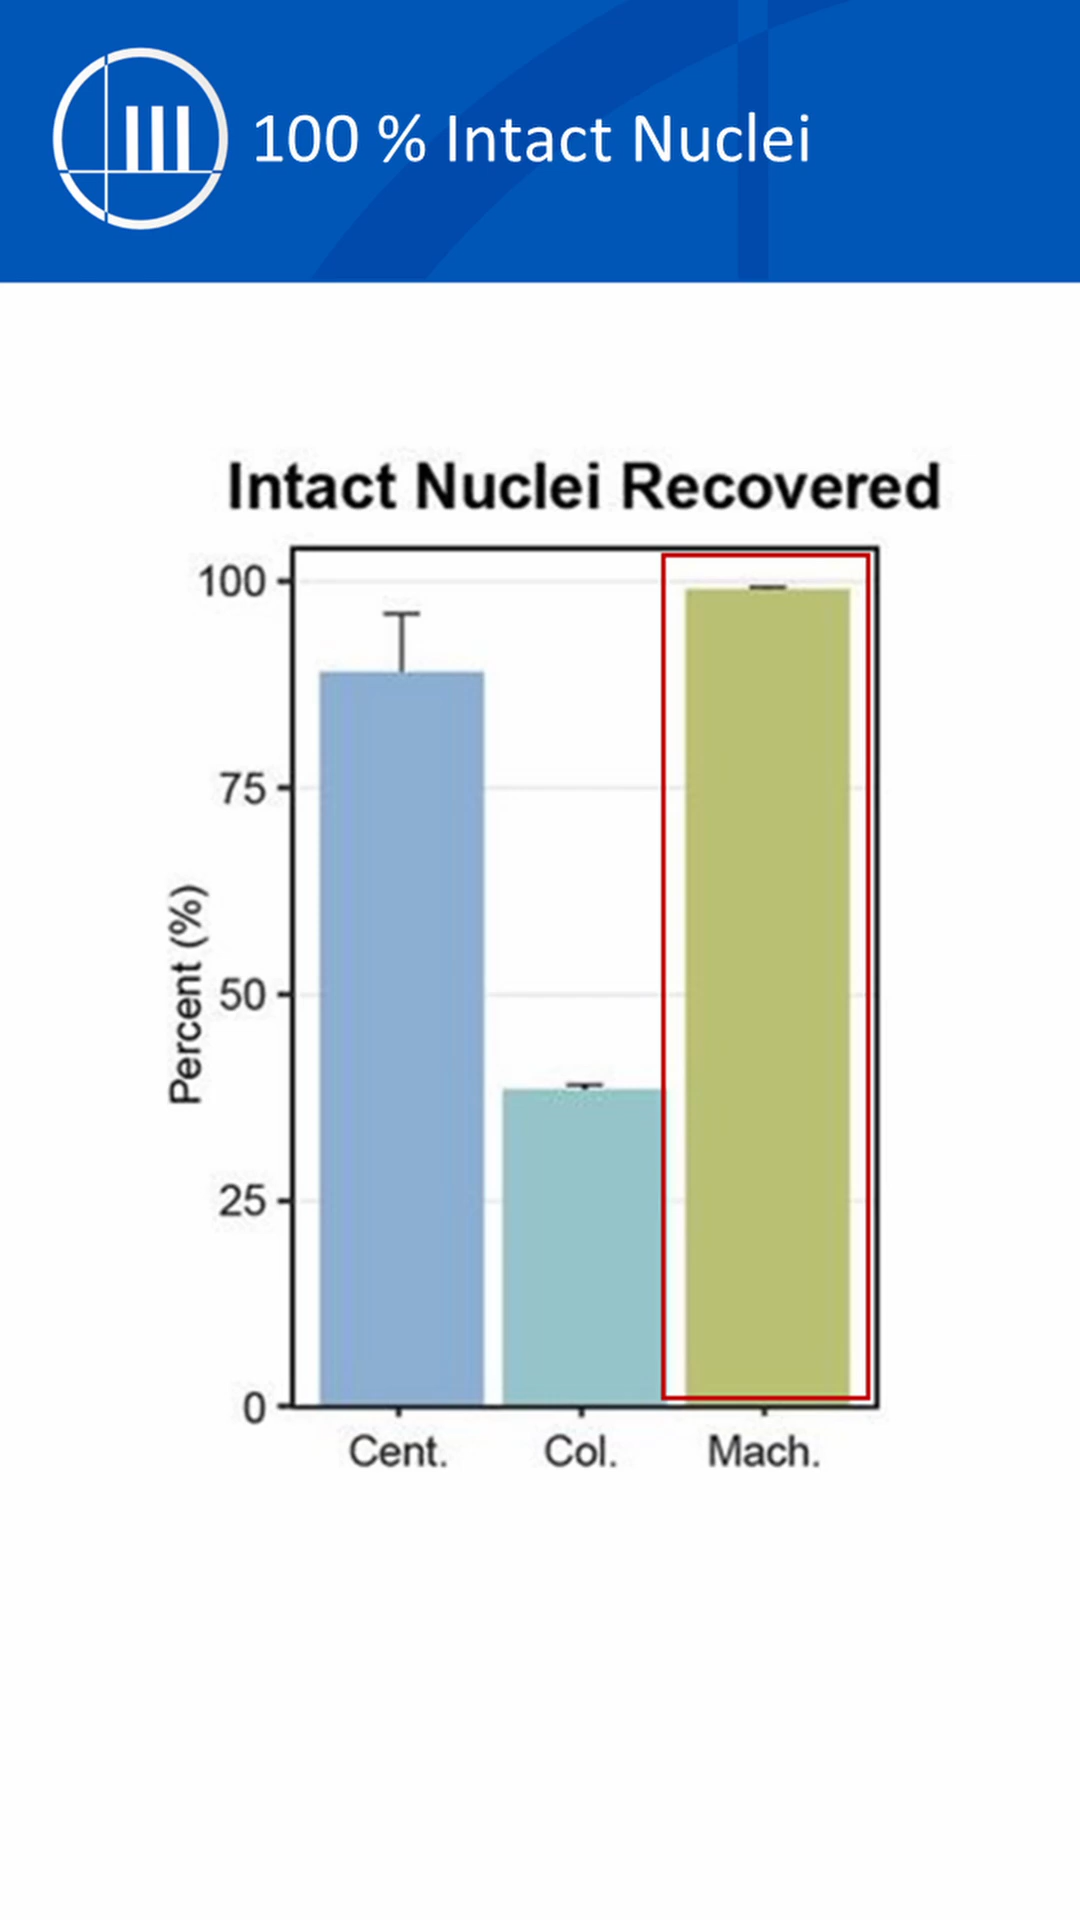 100 % Intact Nuclei
Intact Nuclei Recovered
100
75
50
25
0
Percent (%)
Cent.
Col.
Mach.